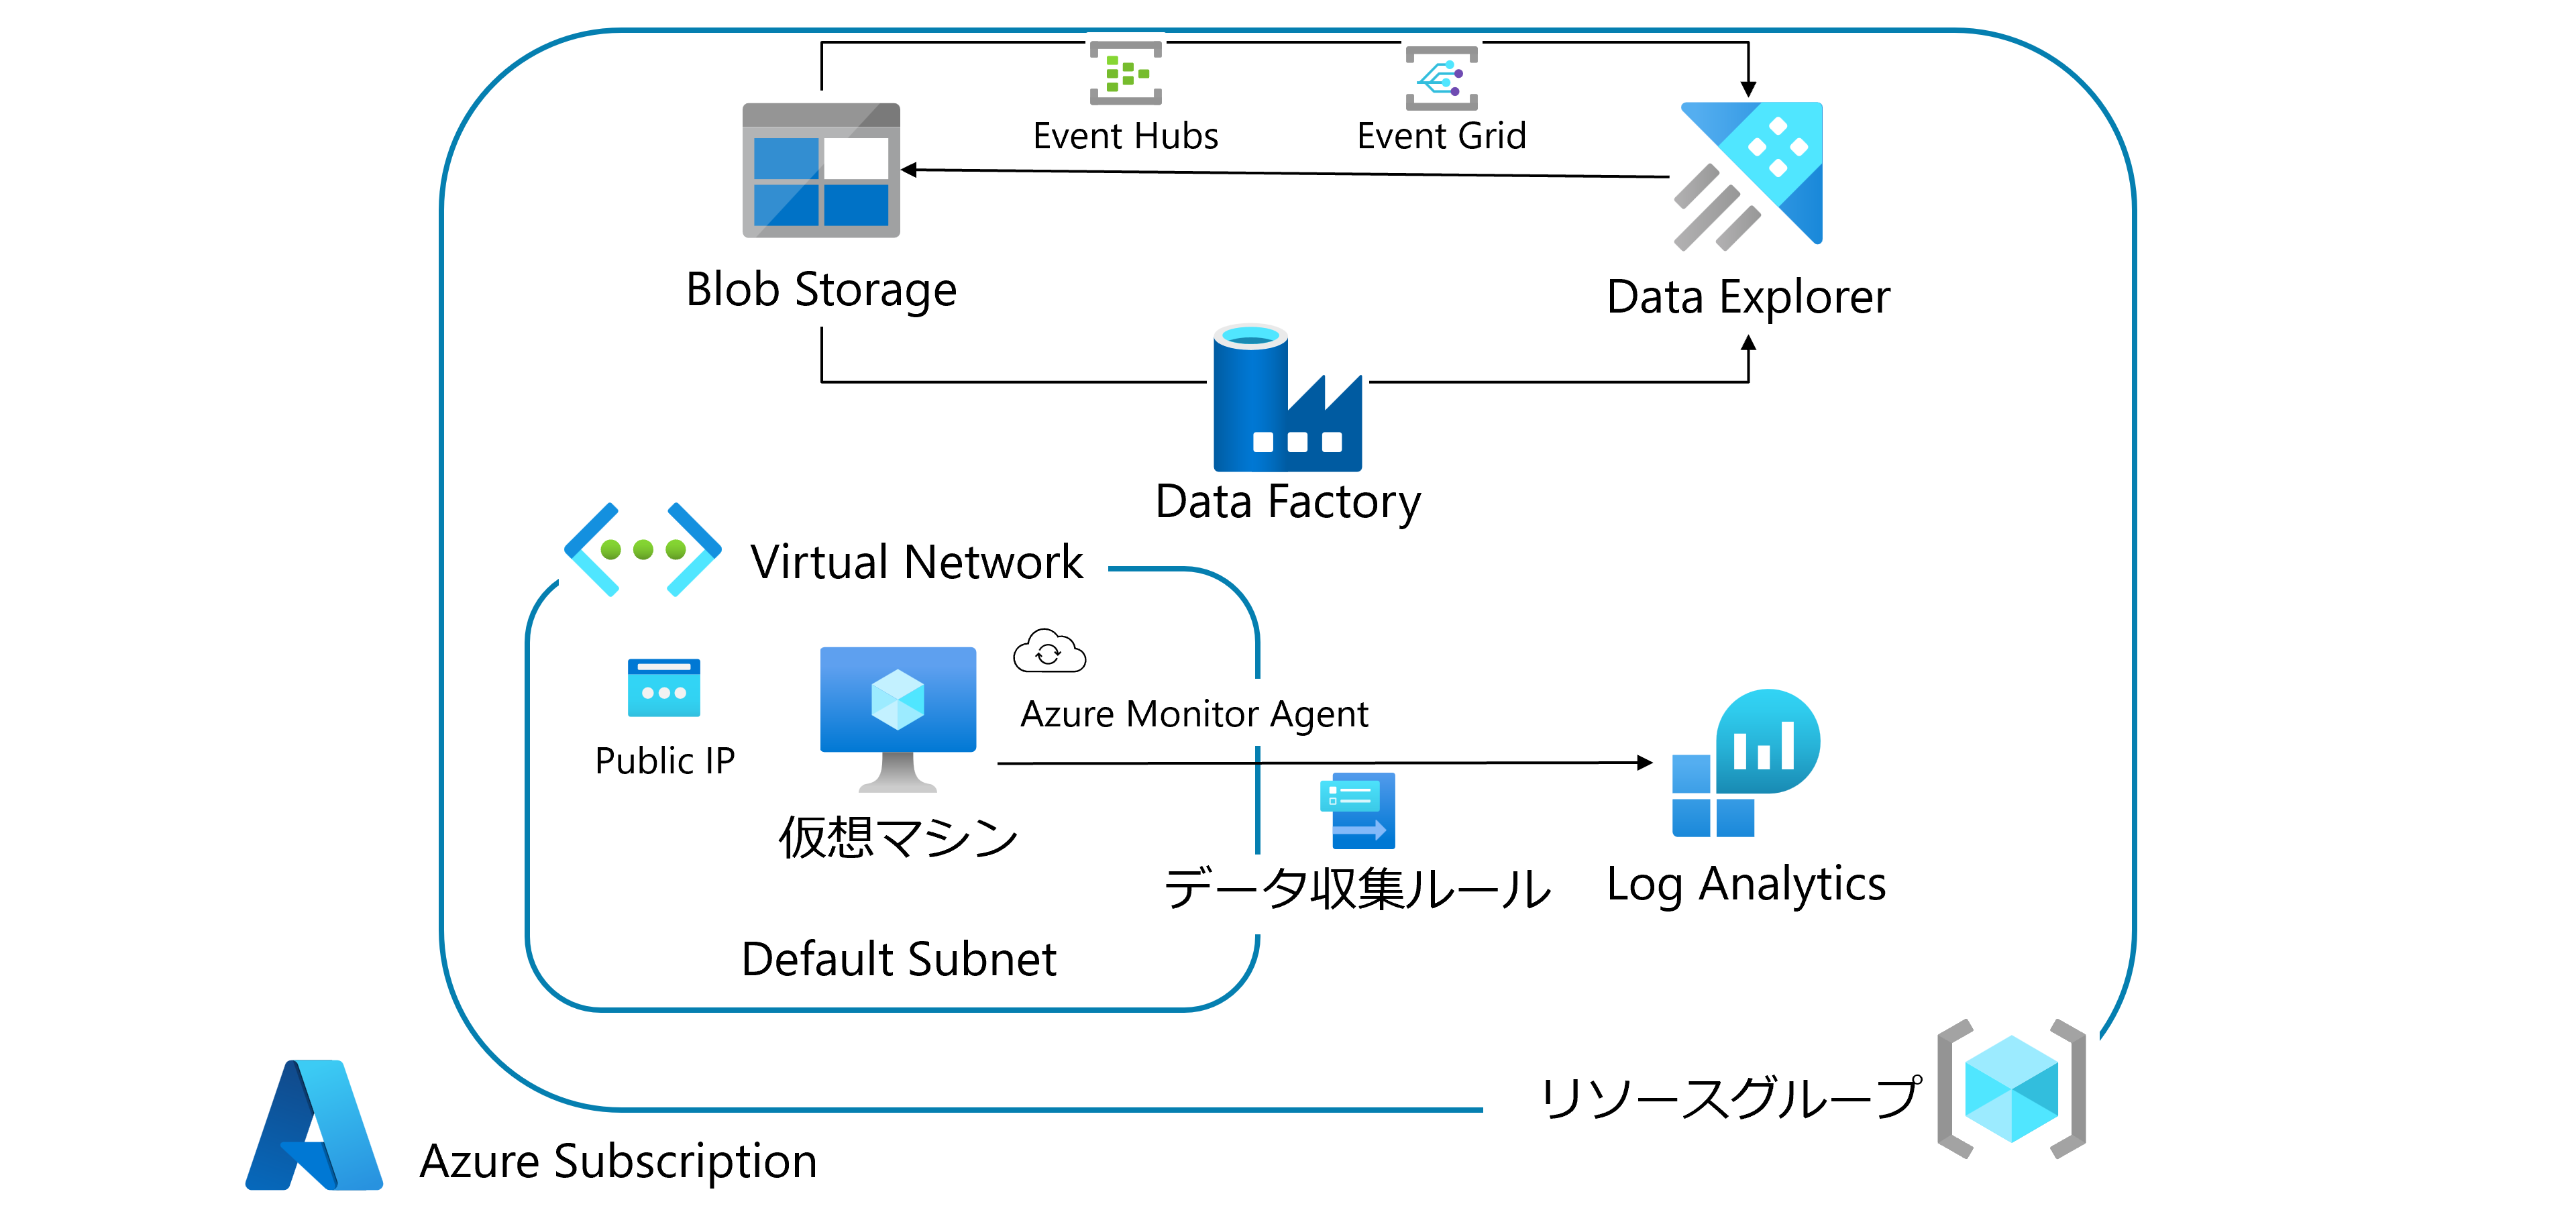 Event Hubs
Event Grid
Blob Storage
Data Explorer
Data Factory
Virtual Network
Azure Monitor Agent
Public IP
仮想マシン
データ収集ルール
Log Analytics
Default Subnet
リソースグループ
Azure Subscription